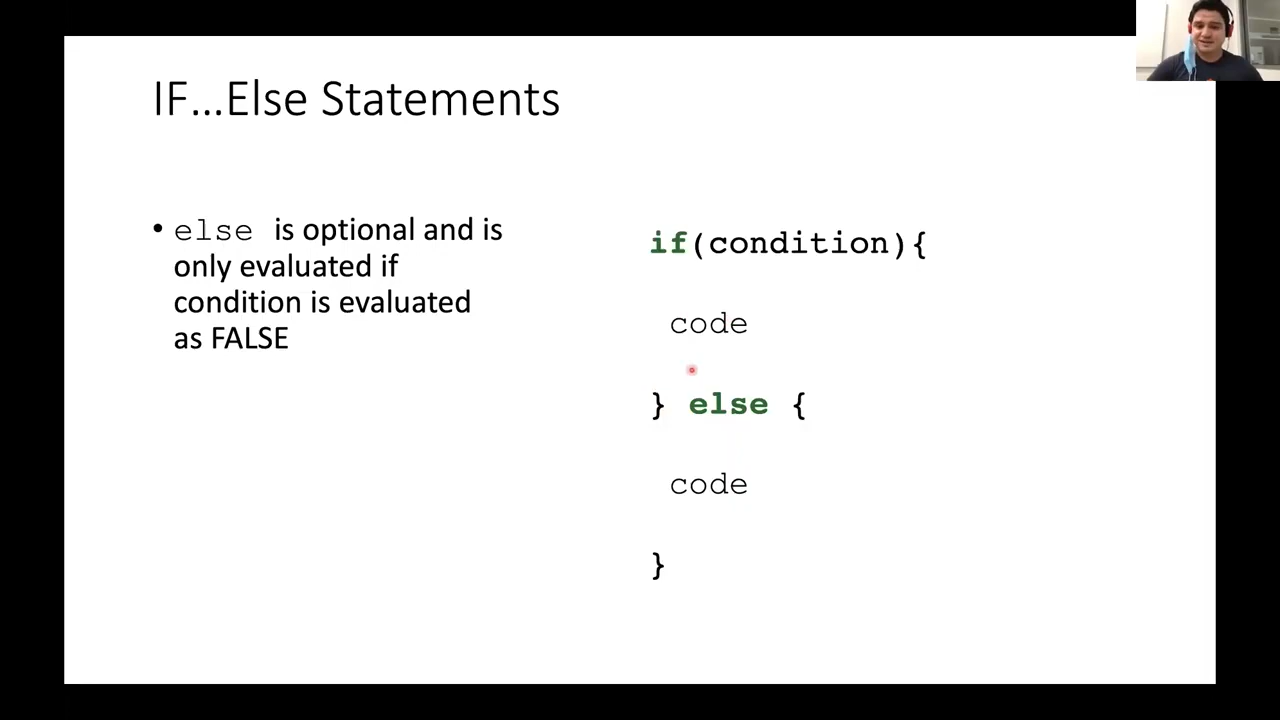 IF...Else Statements
• else is optional and is
only evaluated if
condition is evaluated
as FALSE
if(condition){
code
} else {
code
}